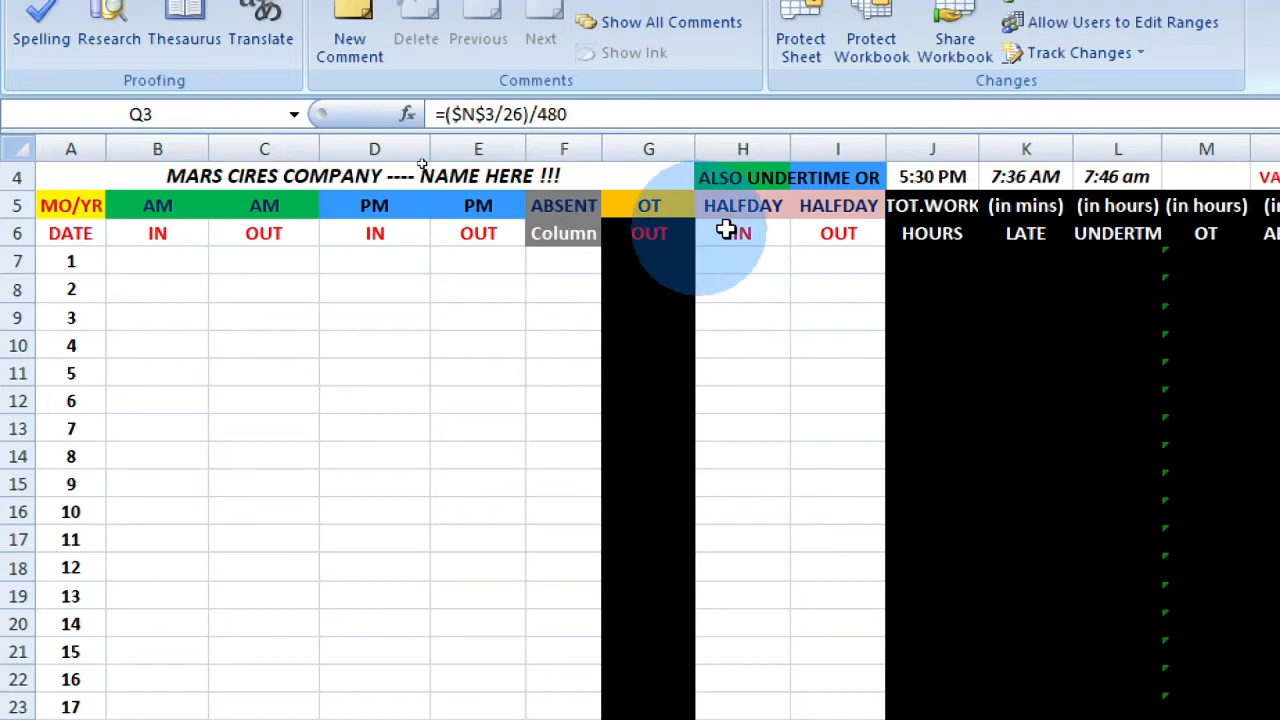 Spelling Research Thesaurus Translate
Proofing
New Comment Delete Previous Next
Show All Comments
Show Ink
Comments
Protect Sheet Protect Workbook Share Workbook
Allow Users to Edit Ranges
Track Changes
Changes
Q3 fx =($N$3/26)/480
A B C D E F G H I J K L M
4 MARS CIRES COMPANY ---- NAME HERE !!! ALSO UNDERTIME OR 5:30 PM 7:36 AM 7:46 am
5 MO/YR AM AM PM PM ABSENT OT HALFDAY HALFDAY TOT.WORK (in mins) (in hours) (in hours)
6 DATE IN OUT IN OUT Column OUT IN OUT HOURS LATE UNDERTM OT
7 1
8 2
9 3
10 4
11 5
12 6
13 7
14 8
15 9
16 10
17 11
18 12
19 13
20 14
21 15
22 16
23 17